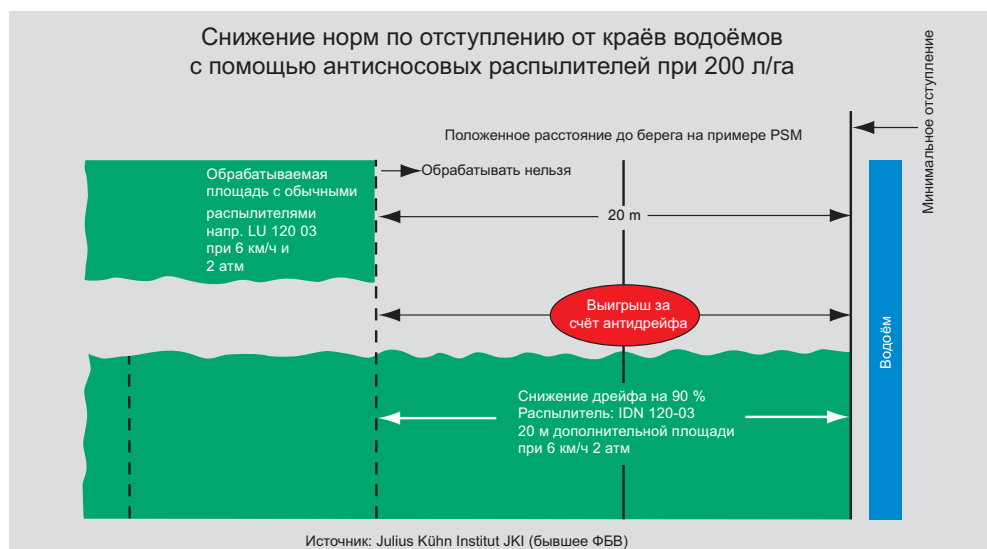 Снижение норм по отступлению от краёв водоёмов
с помощью антисносовых распылителей при 200 л/га
Минимальное отступление
Положенное расстояние до берега на примере PSM
Обрабатываемая
площадь с обычными
распылителями
напр. LU 120 03
при 6 км/ч и
2 атм
Обрабатывать нельзя
20 m
Выигрыш за
счёт антидрейфа
Водоём
Снижение дрейфа на 90 %
Распылитель: IDN 120-03
20 м дополнительной площади
при 6 км/ч 2 атм
Источник: Julius Kühn Institut JKI (бывшее ФБВ)